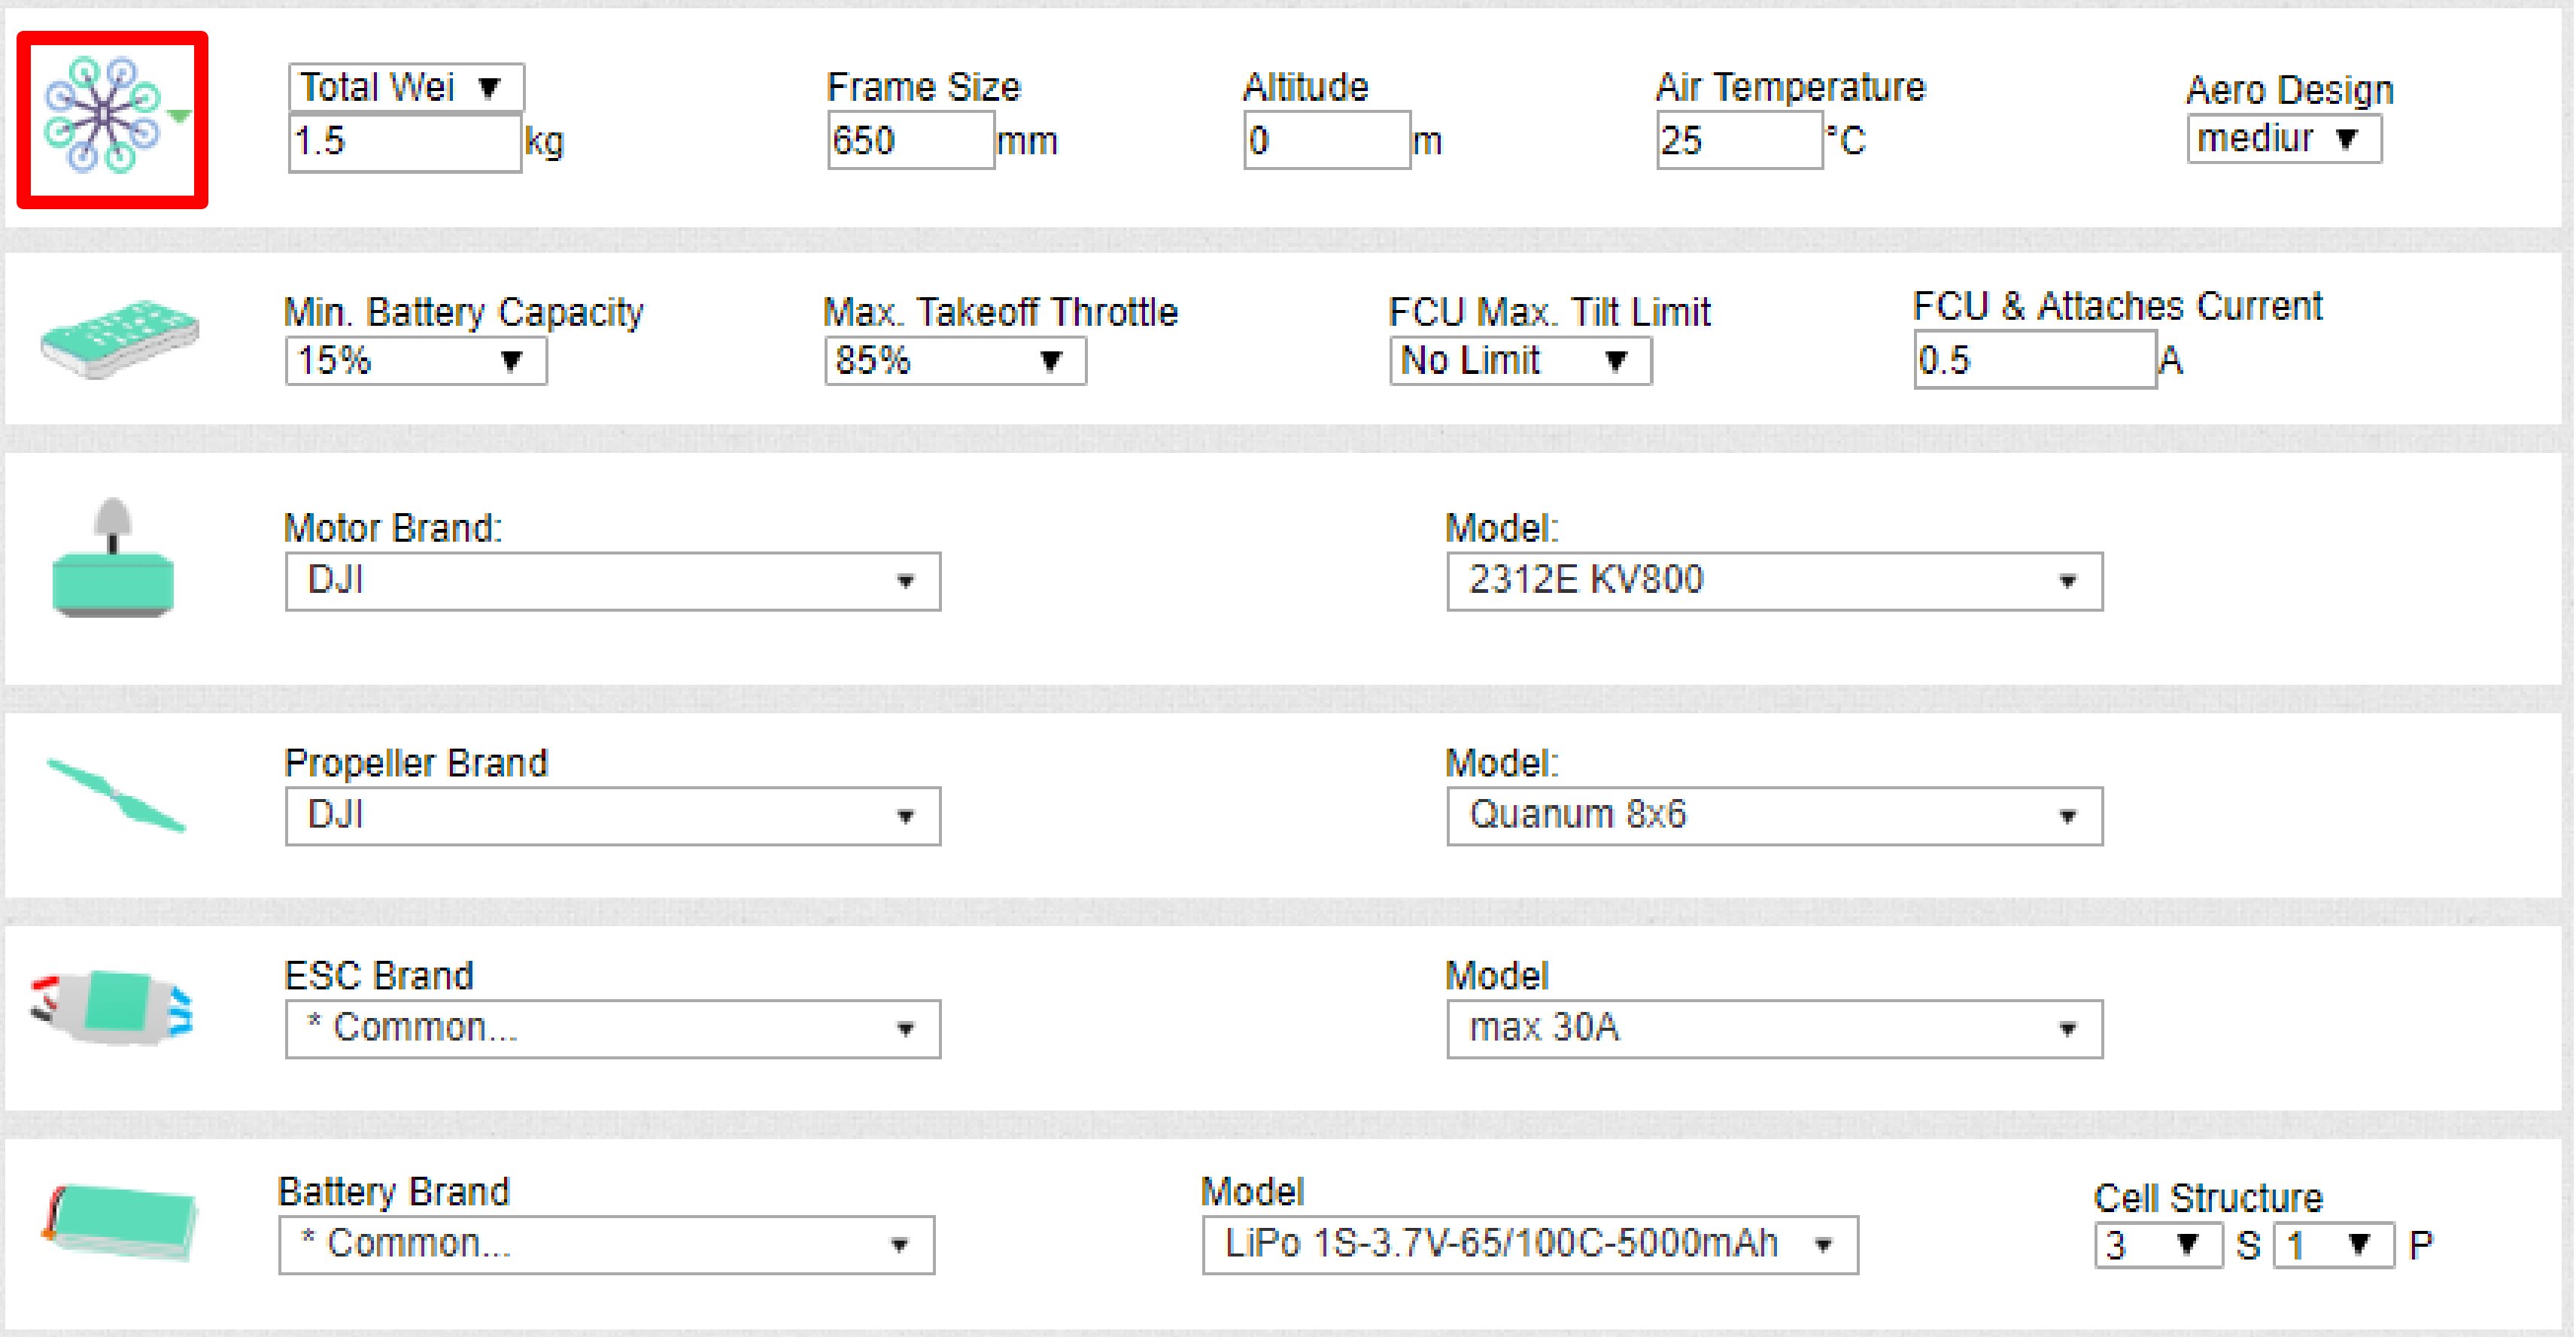 Total Wei
Frame Size
Altitude
Air Temperature
Aero Design
1.5 kg
650 mm
0 m
25 °C
mediur
Min. Battery Capacity
Max. Takeoff Throttle
FCU Max. Tilt Limit
FCU & Attaches Current
15%
85%
No Limit
0.5 A
Motor Brand:
Model:
DJI
2312E KV800
Propeller Brand
Model:
DJI
Quanum 8x6
ESC Brand
Model
* Common...
max 30A
Battery Brand
Model
Cell Structure
* Common...
LiPo 1S-3.7V-65/100C-5000mAh
3 S 1 P